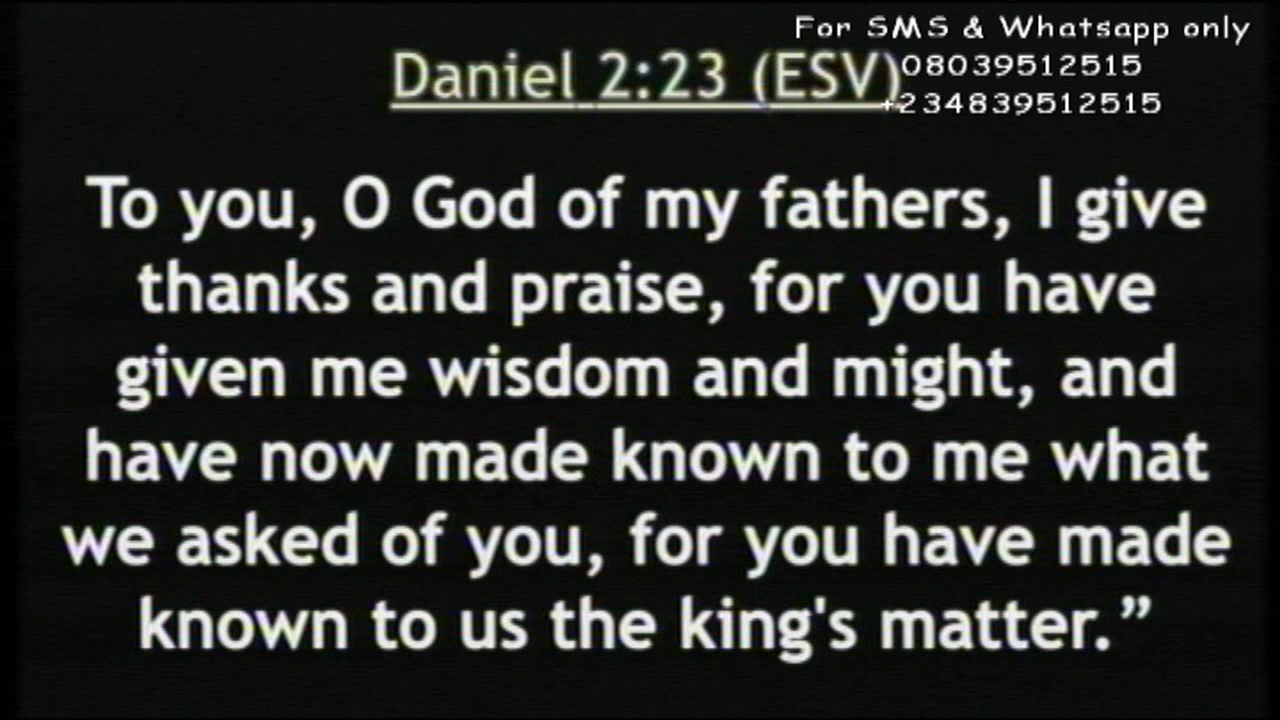 For SMS & Whatsapp only
08039512515
+234839512515
Daniel 2:23 (ESV)
To you, O God of my fathers, I give
thanks and praise, for you have
given me wisdom and might, and
have now made known to me what
we asked of you, for you have made
known to us the king's matter.”